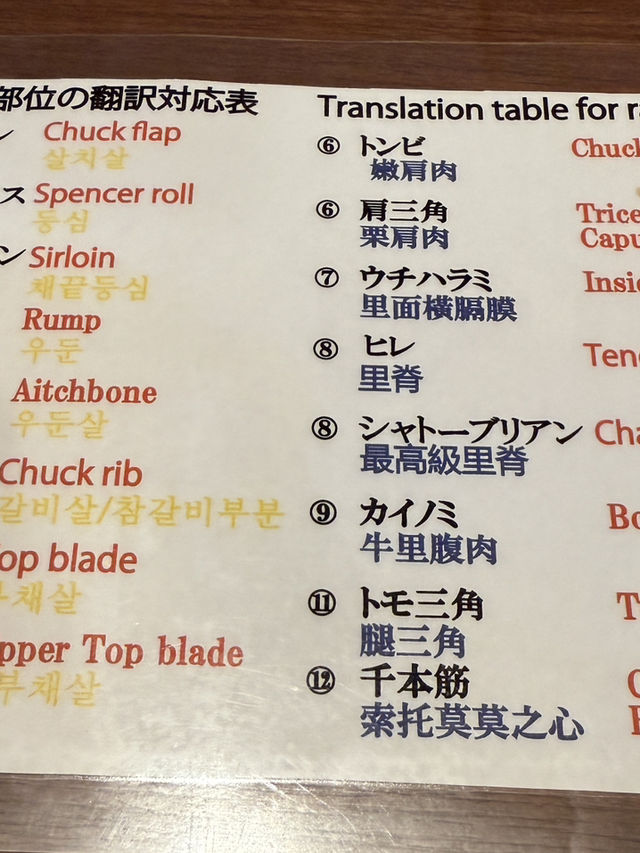 部位の翻訳対応表
ン Chuck flap
살치살
ス Spencer roll
등심
ン Sirloin
채끝등심
Rump
우둔
Aitchbone
우둔살
Chuck rib
갈비살/참갈비부분
op blade
채살
pper Top blade
부채살
Translation table for ra
⑥ トンビ Chuck
嫩肩肉
⑥ 肩三角 Trice
栗肩肉 Capu
⑦ ウチハラミ Insid
里面橫膈膜
⑧ ヒレ Tend
里脊
⑧ シャトーブリアン Cha
最高級里脊
⑨ カイノミ Bo
牛里腹肉
⑪ トモ三角 T
腿三角
⑫ 千本筋
索托莫莫之心